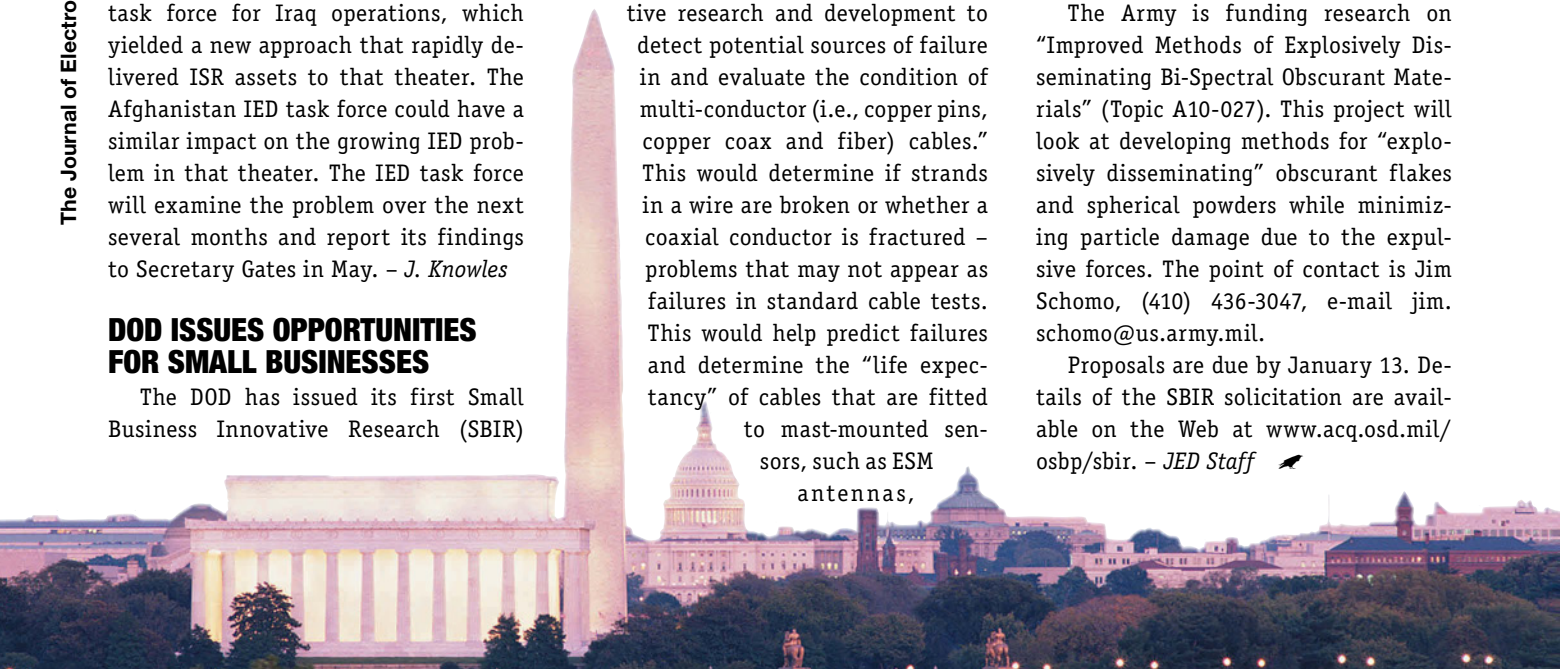 The Journal of Electro
task force for Iraq operations, which
yielded a new approach that rapidly de-
livered ISR assets to that theater. The
Afghanistan IED task force could have a
similar impact on the growing IED prob-
lem in that theater. The IED task force
will examine the problem over the next
several months and report its findings
to Secretary Gates in May. – J. Knowles
DOD ISSUES OPPORTUNITIES
FOR SMALL BUSINESSES
The DOD has issued its first Small
Business Innovative Research (SBIR)
tive research and development to
detect potential sources of failure
in and evaluate the condition of
multi-conductor (i.e., copper pins,
copper coax and fiber) cables.”
This would determine if strands
in a wire are broken or whether a
coaxial conductor is fractured –
problems that may not appear as
failures in standard cable tests.
This would help predict failures
and determine the “life expec-
tancy” of cables that are fitted
to mast-mounted sen-
sors, such as ESM
antennas,
The Army is funding research on
“Improved Methods of Explosively Dis-
seminating Bi-Spectral Obscurant Mate-
rials” (Topic A10-027). This project will
look at developing methods for “explo-
sively disseminating” obscurant flakes
and spherical powders while minimiz-
ing particle damage due to the expul-
sive forces. The point of contact is Jim
Schomo, (410) 436-3047, e-mail jim.
schomo@us.army.mil.
Proposals are due by January 13. De-
tails of the SBIR solicitation are avail-
able on the Web at www.acq.osd.mil/
osbp/sbir. – JED Staff